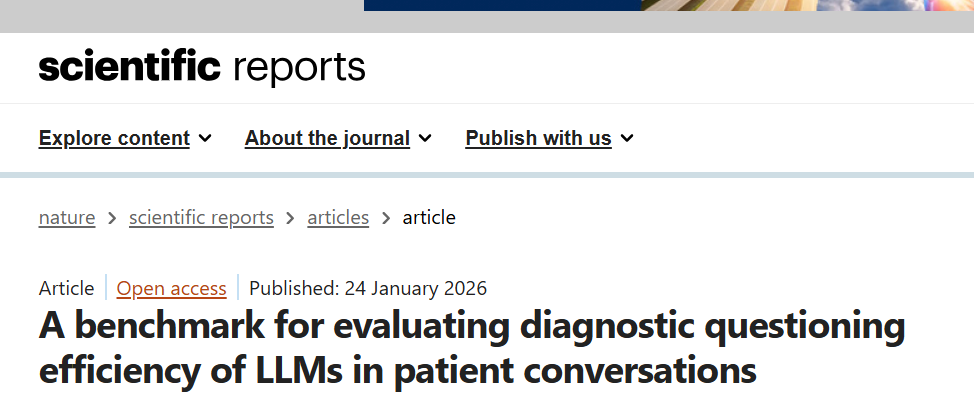 scientific reports
Explore content About the journal Publish with us
nature > scientific reports > articles > article
Article Open access Published: 24 January 2026
A benchmark for evaluating diagnostic questioning
efficiency of LLMs in patient conversations